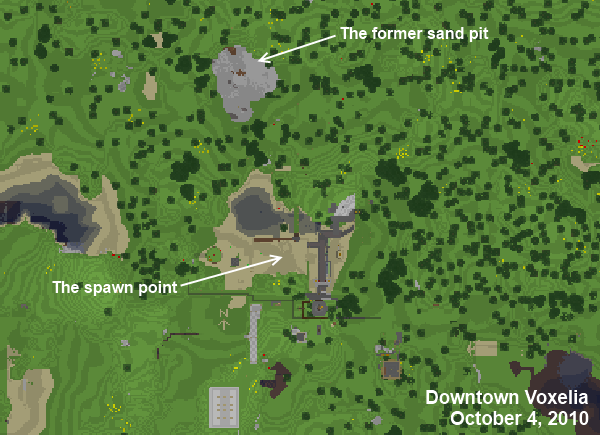 The former sand pit
The spawn point
Downtown Voxelia
October 4, 2010